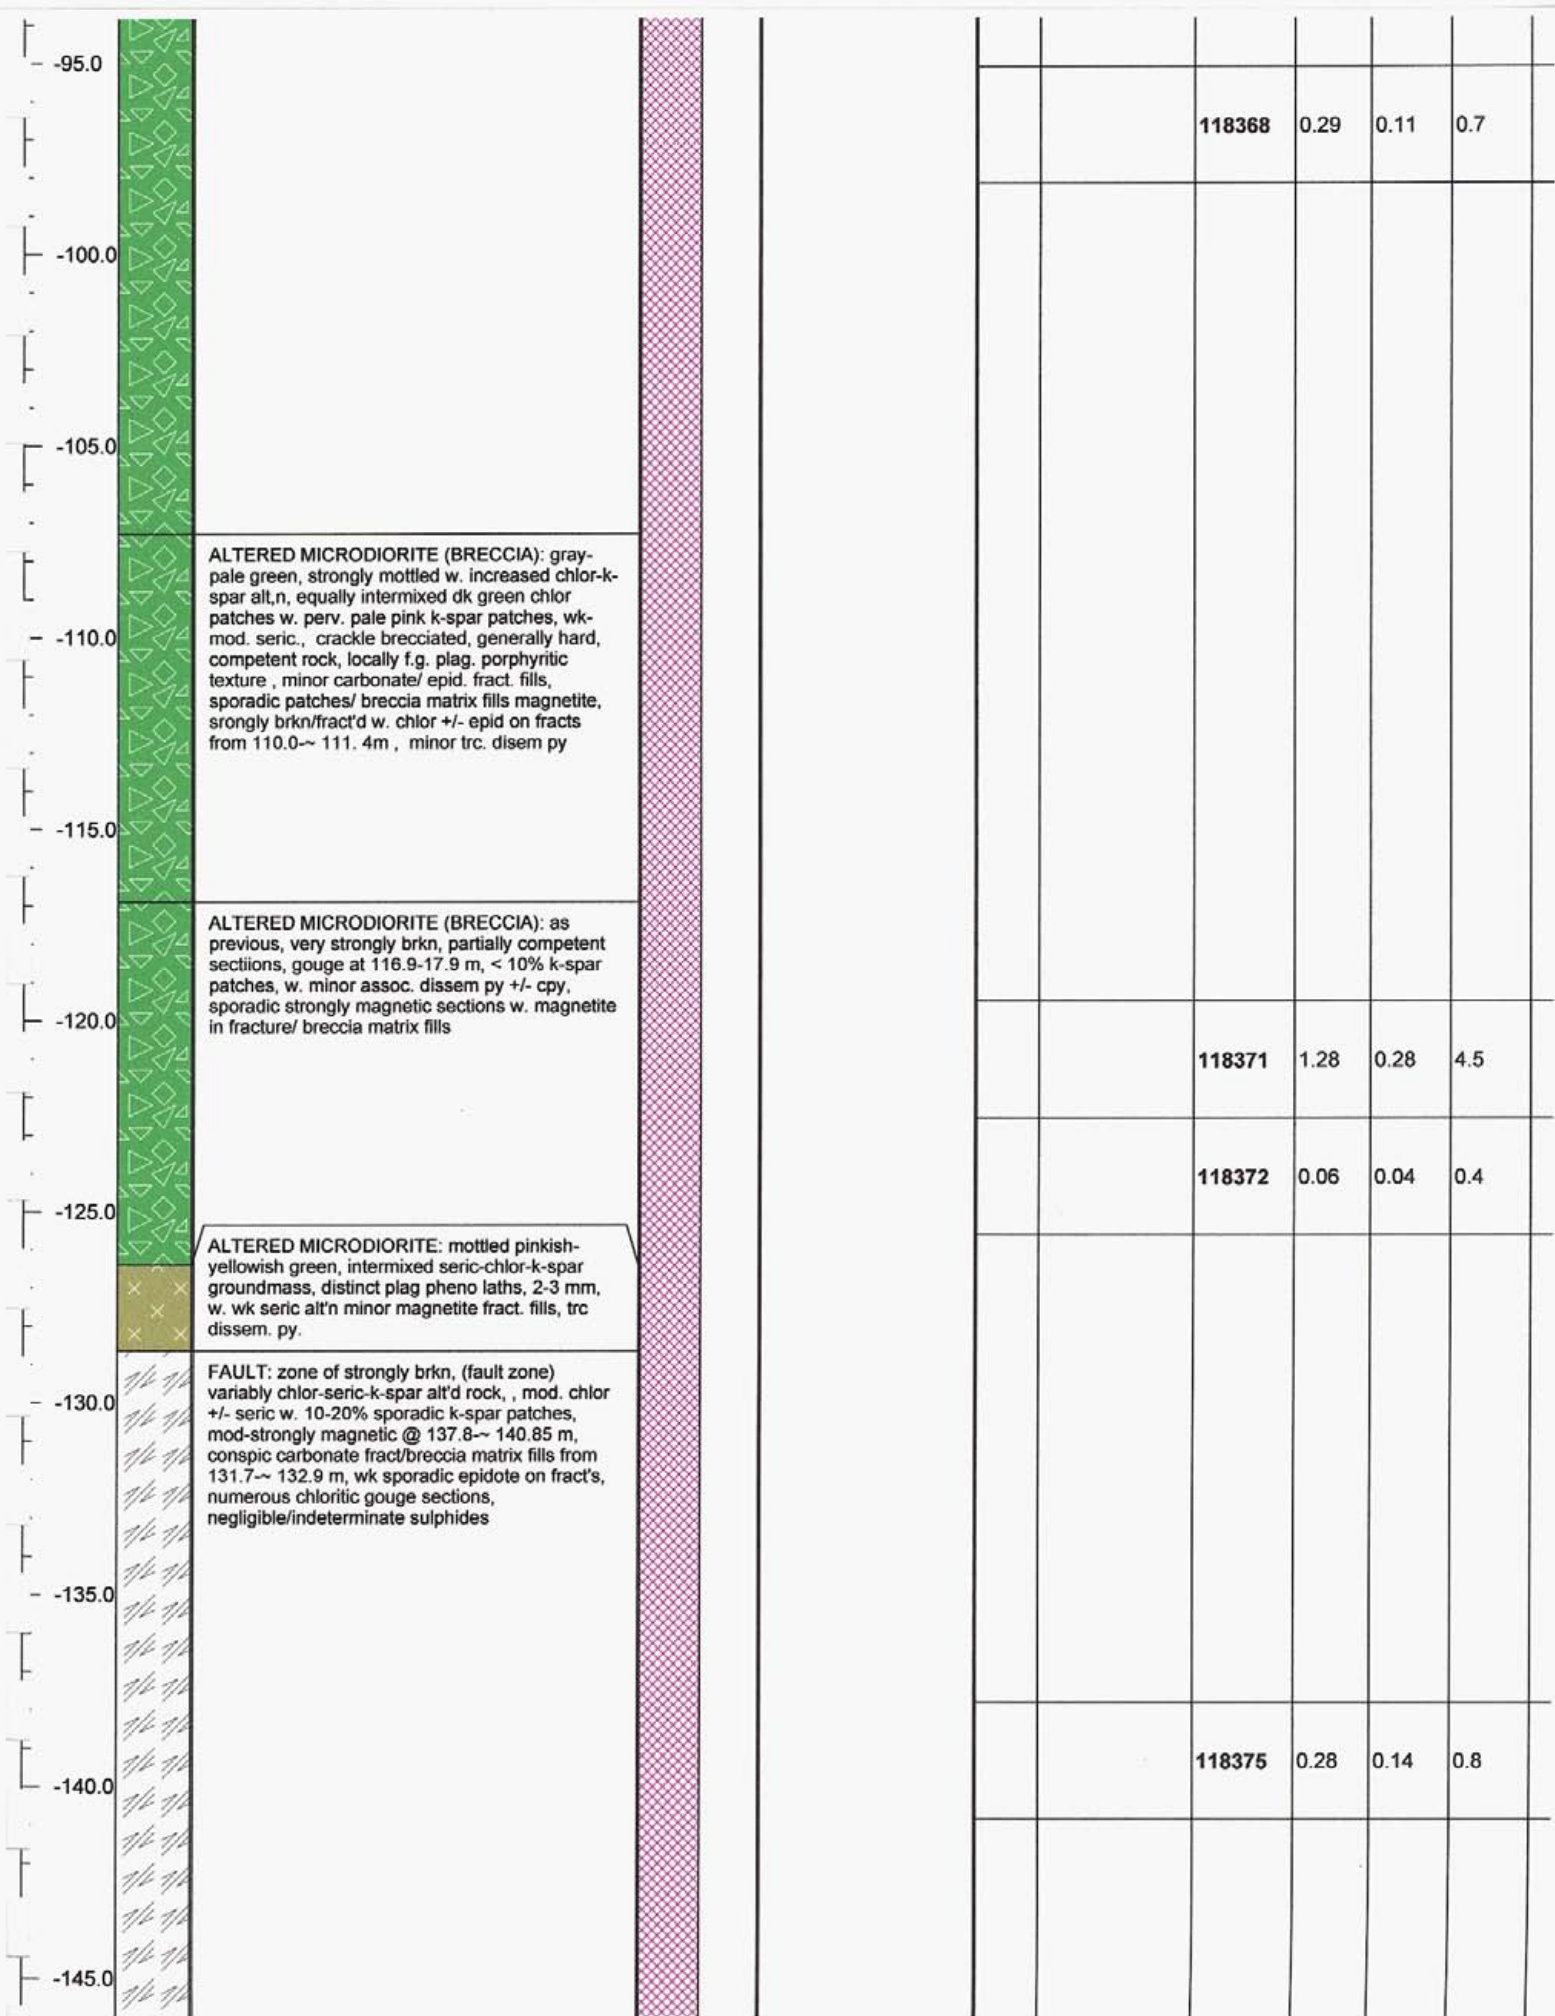 -95.0
118368 0.29 0.11 0.7
-100.0
-105.0
ALTERED MICRODIORITE (BRECCIA): gray-
pale green, strongly mottled w. increased chlor-k-
spar alt,n, equally intermixed dk green chlor
patches w. perv. pale pink k-spar patches, wk-
mod. seric., crackle brecciated, generally hard,
competent rock, locally f.g. plag. porphyritic
texture , minor carbonate/ epid. fract. fills,
sporadic patches/ breccia matrix fills magnetite,
srongly brkn/fract'd w. chlor +/- epid on fracts
from 110.0-~ 111. 4m , minor trc. disem py
-110.0
-115.0
ALTERED MICRODIORITE (BRECCIA): as
previous, very strongly brkn, partially competent
sectiions, gouge at 116.9-17.9 m, < 10% k-spar
patches, w. minor assoc. dissem py +/- cpy,
sporadic strongly magnetic sections w. magnetite
in fracture/ breccia matrix fills
-120.0
118371 1.28 0.28 4.5
118372 0.06 0.04 0.4
-125.0
ALTERED MICRODIORITE: mottled pinkish-
yellowish green, intermixed seric-chlor-k-spar
groundmass, distinct plag pheno laths, 2-3 mm,
w. wk seric alt'n minor magnetite fract. fills, trc
dissem. py.
FAULT: zone of strongly brkn, (fault zone)
variably chlor-seric-k-spar alt'd rock, , mod. chlor
+/- seric w. 10-20% sporadic k-spar patches,
mod-strongly magnetic @ 137.8-~ 140.85 m,
conspic carbonate fract/breccia matrix fills from
131.7-~ 132.9 m, wk sporadic epidote on fract's,
numerous chloritic gouge sections,
negligible/indeterminate sulphides
-130.0
-135.0
118375 0.28 0.14 0.8
-140.0
-145.0